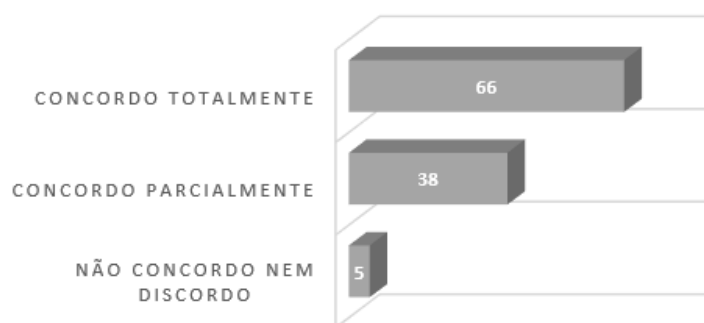 CONCORDO TOTALMENTE
66
CONCORDO PARCIALMENTE
38
NÃO CONCORDO NEM
DISCORDO
5